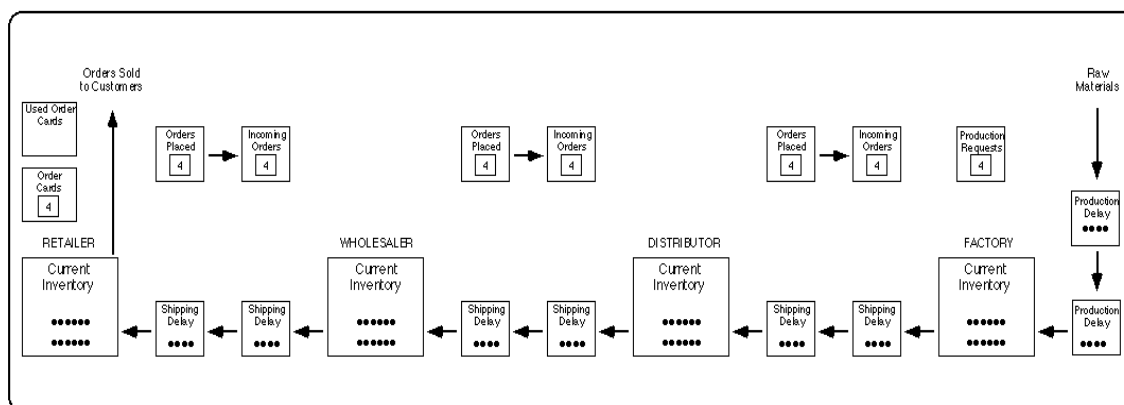 Orders Sold
to Customers
Raw
Materials
Used Order
Cards
Orders
Placed
4
Incoming
Orders
4
Orders
Placed
4
Incoming
Orders
4
Orders
Placed
4
Incoming
Orders
4
Production
Requests
4
Order
Cards
4
Production
Delay
RETAILER
WHOLESALER
DISTRIBUTOR
FACTORY
Current
Inventory
Shipping
Delay
Shipping
Delay
Current
Inventory
Shipping
Delay
Shipping
Delay
Current
Inventory
Shipping
Delay
Shipping
Delay
Current
Inventory
Production
Delay